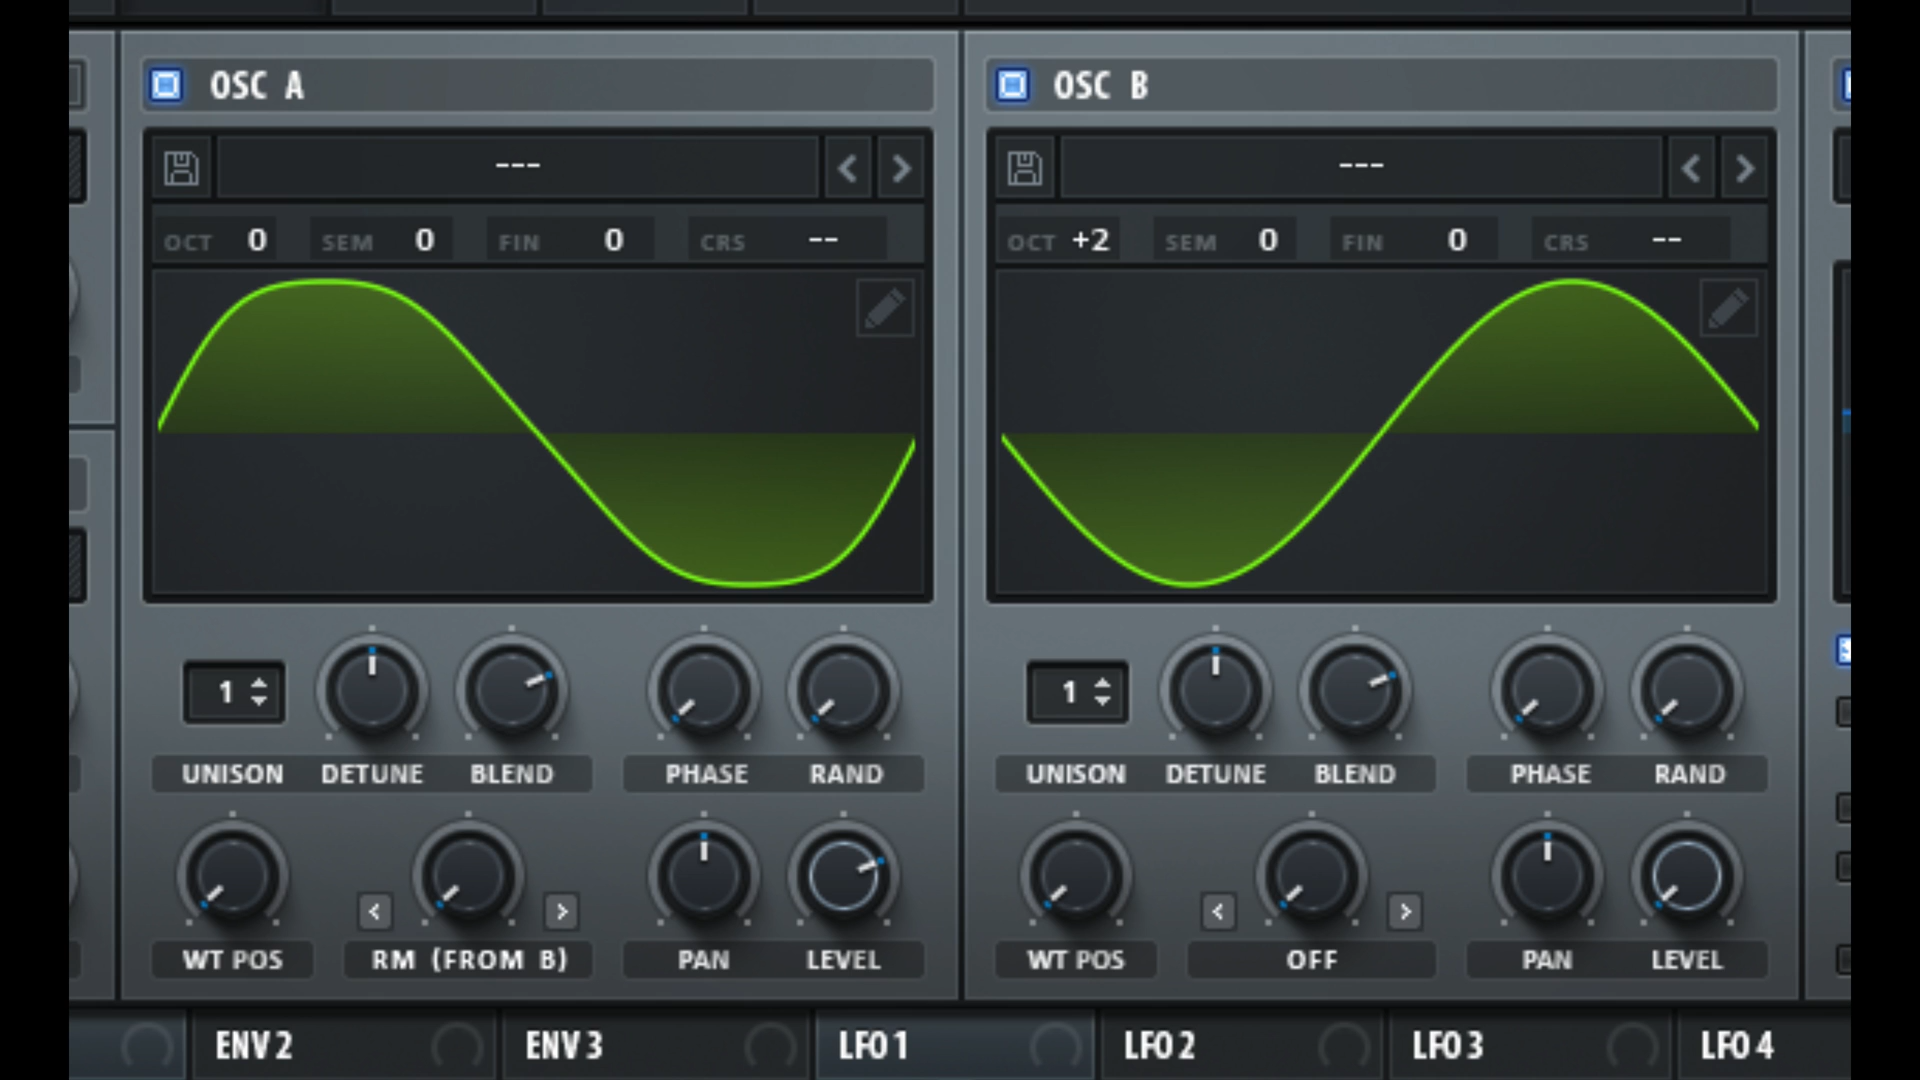 OSC A
OSC B
---
---
OCT 0 SEM 0 FIN 0 CRS --
OCT +2 SEM 0 FIN 0 CRS --
1
1
UNISON DETUNE BLEND PHASE RAND
UNISON DETUNE BLEND PHASE RAND
WT POS RM (FROM B) PAN LEVEL
WT POS OFF PAN LEVEL
ENV 2 ENV 3 LFO 1 LFO 2 LFO 3 LFO 4